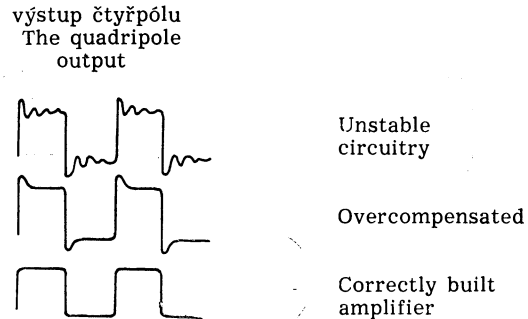 výstup čtyřpólu
The quadripole
output
Unstable
circuitry
Overcompensated
Correctly built
amplifier